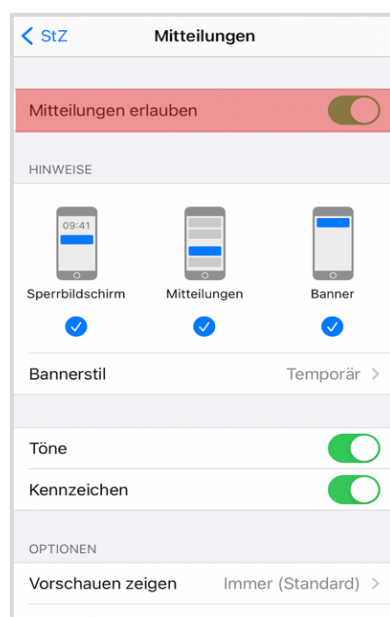 StZ Mitteilungen
Mitteilungen erlauben
HINWEISE
09:41
Sperrbildschirm Mitteilungen Banner
Bannerstil Temporär
Töne
Kennzeichen
OPTIONEN
Vorschauen zeigen Immer (Standard)